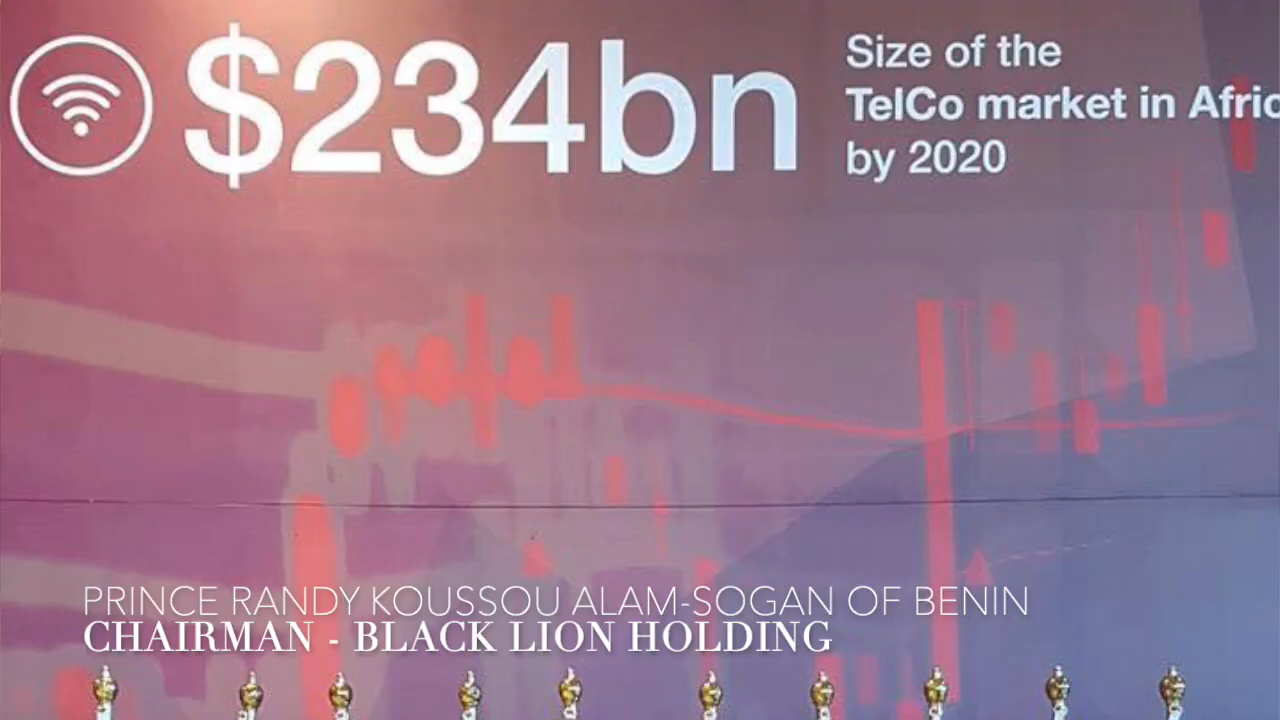 $234bn
Size of the
TelCo market in Afric
by 2020
PRINCE RANDY KOUSSOU ALAM-SOGAN OF BENIN
CHAIRMAN - BLACK LION HOLDING